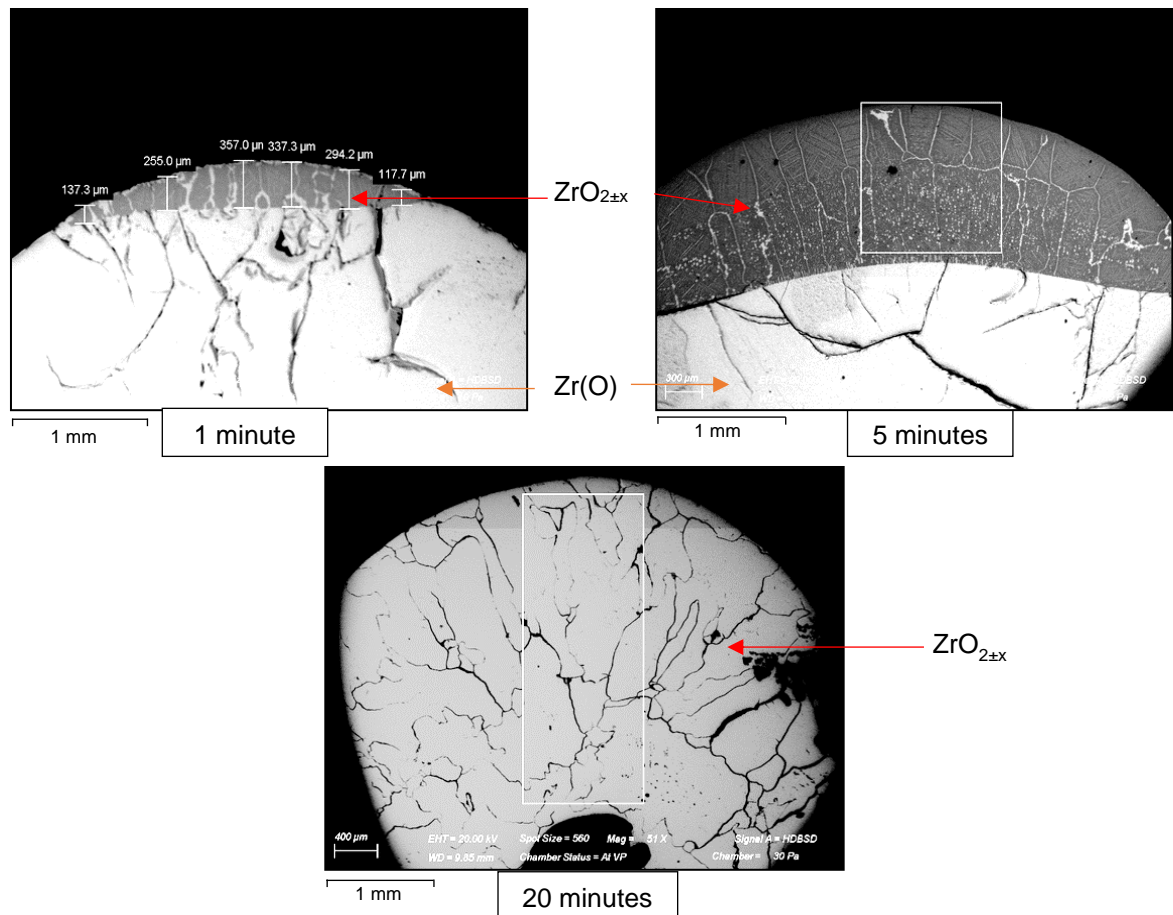 357.0 µm 337.3 µm
255.0 µm
294.2 µm
137.3 µm
117.7 µm
ZrO2±x
Zr(O)
= HDBSD
Pa
1 mm
1 minute
300 µm
BSD
Pa
1 mm
5 minutes
ZrO2±x
400 µm
EHT = 20.00 kV Spot Size = 560 Mag = 51 X Signal A = HDBSD
WD = 9.85 mm Chamber Status = At VP Chamber = 30 Pa
1 mm
20 minutes